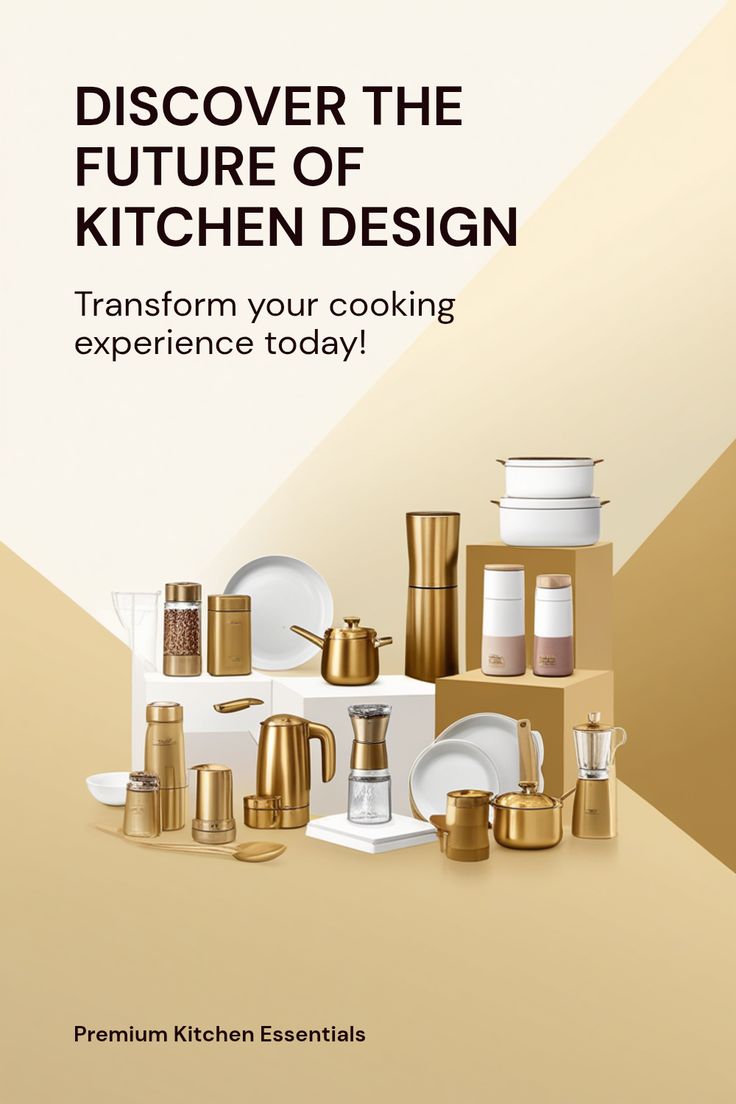 DISCOVER THE
FUTURE OF
KITCHEN DESIGN
Transform your cooking
experience today!
Premium Kitchen Essentials